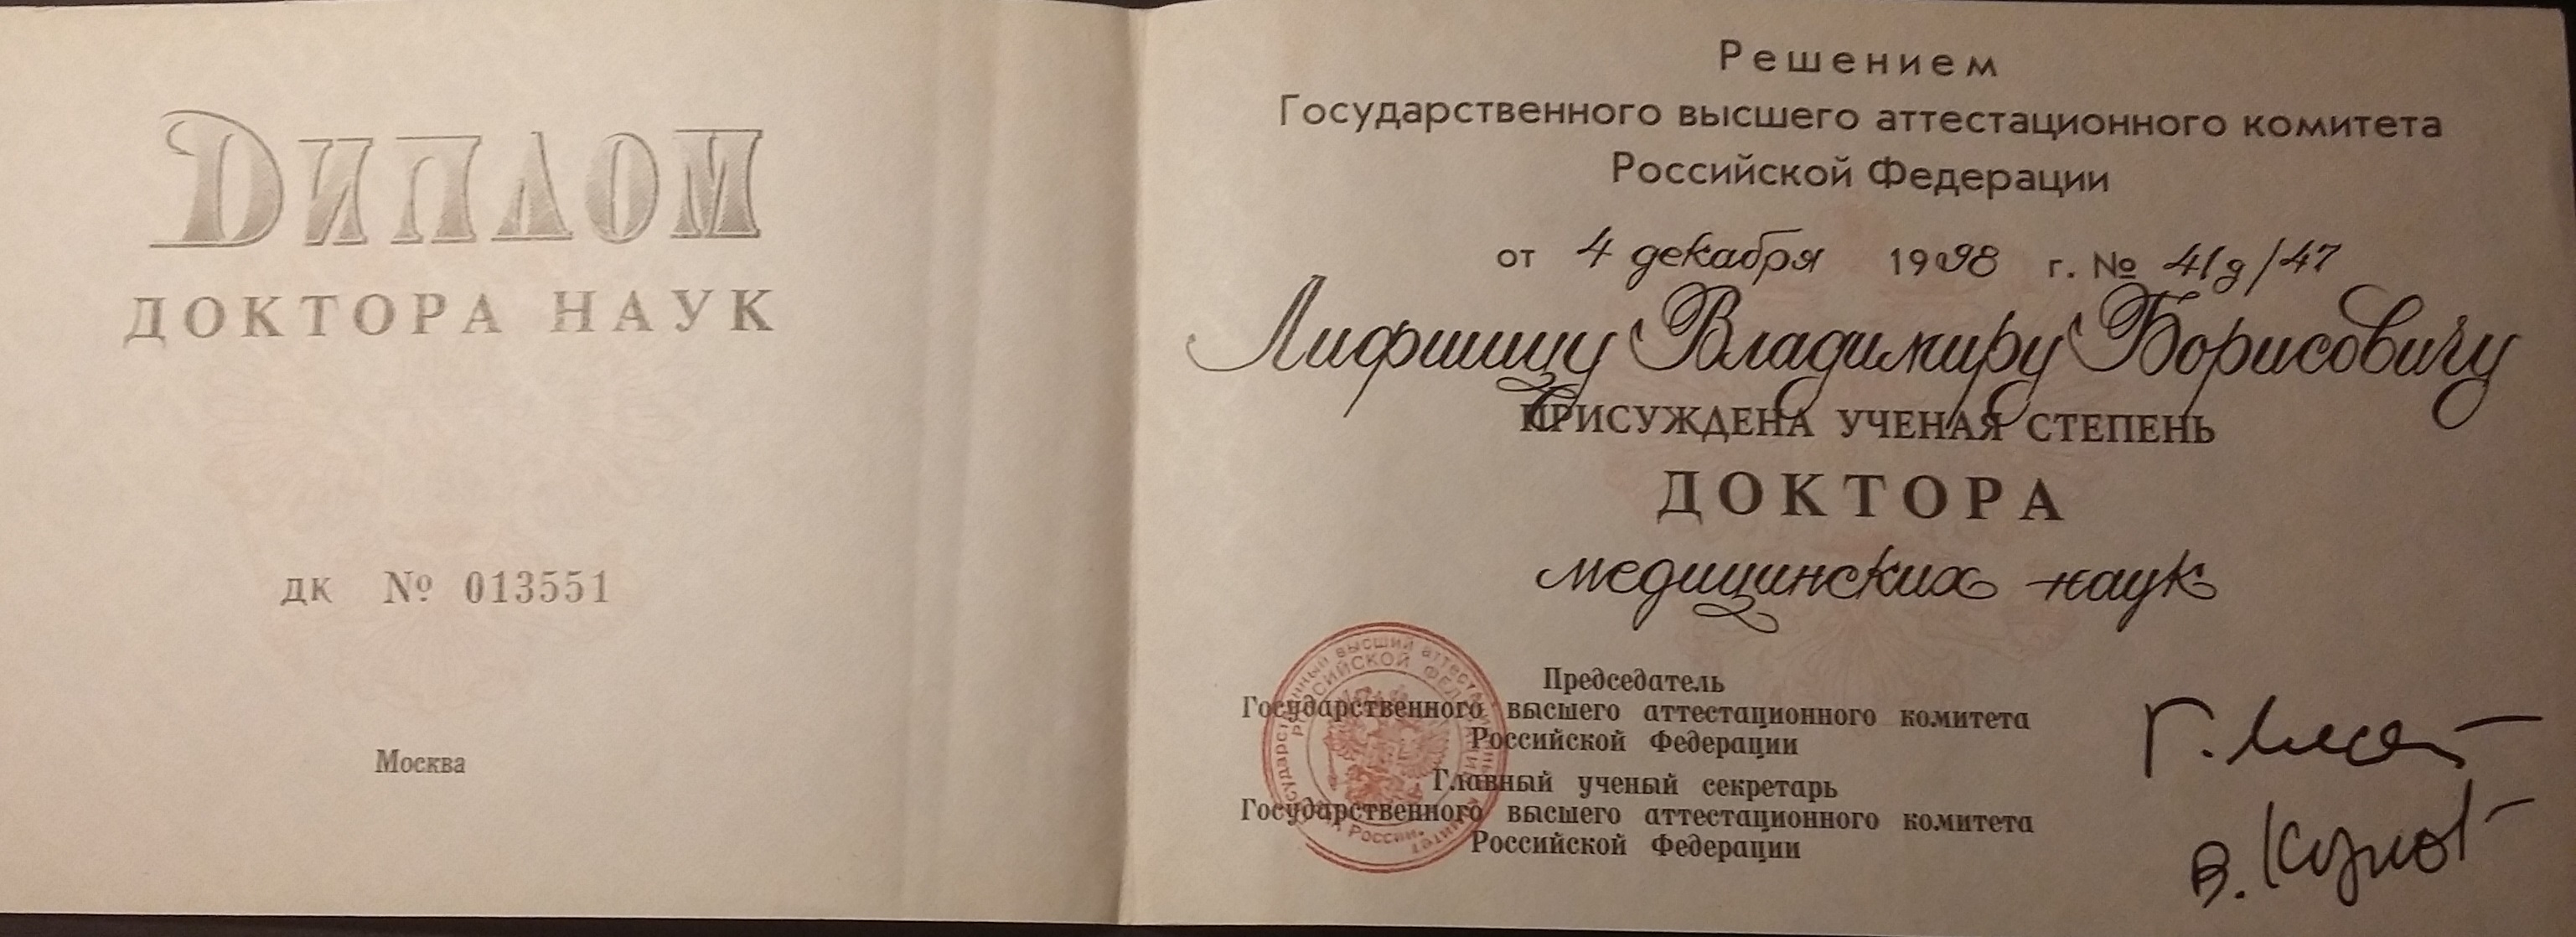 Диплом
ДОКТОРА НАУК
ДК № 013551
Москва
Решением
Государственного высшего аттестационного комитета
Российской Федерации
от 4 декабря 1998 г. № 41д/47
Лифшицу Владимиру Борисовичу
ПРИСУЖДЕНА УЧЕНАЯ СТЕПЕНЬ
ДОКТОРА
медицинских наук
Председатель
Государственного высшего аттестационного комитета
Российской Федерации
Главный ученый секретарь
Государственного высшего аттестационного комитета
Российской Федерации